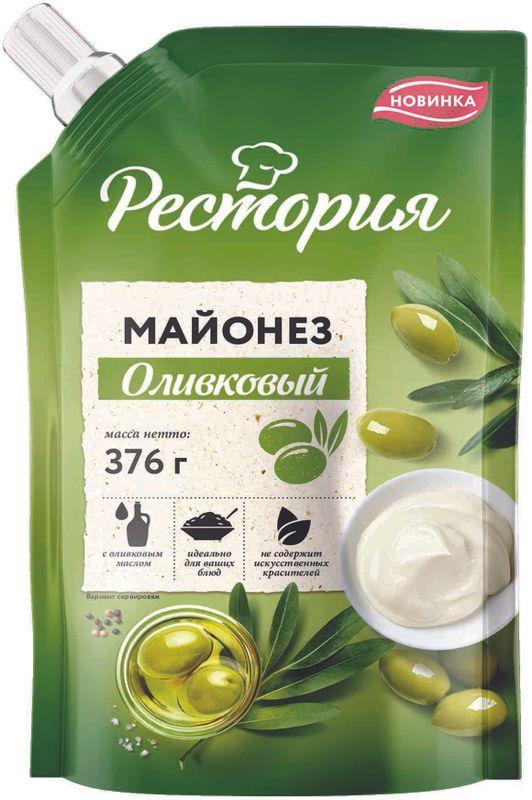 НОВИНКА
Рестория
МАЙОНЕЗ
Оливковый
масса нетто:
376 г
с оливковым
маслом
идеально
для ваших
блюд
не содержит
искусственных
красителей
Вариант сервировки